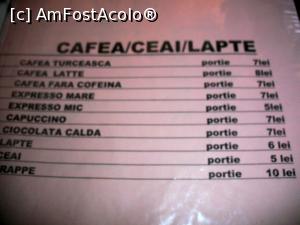 [c] AmFostAcolo®
CAFEA/CEAI/LAPTE
CAFEA TURCEASCA portie 7lei
CAFEA LATTE portie 8lei
CAFEA FARA COFEINA portie 7lei
EXPRESSO MARE portie 7lei
EXPRESSO MIC portie 5lei
CAPUCCINO portie 7lei
CIOCOLATA CALDA portie 7lei
LAPTE portie 6 lei
CEAI portie 5 lei
RAPPE portie 10 lei